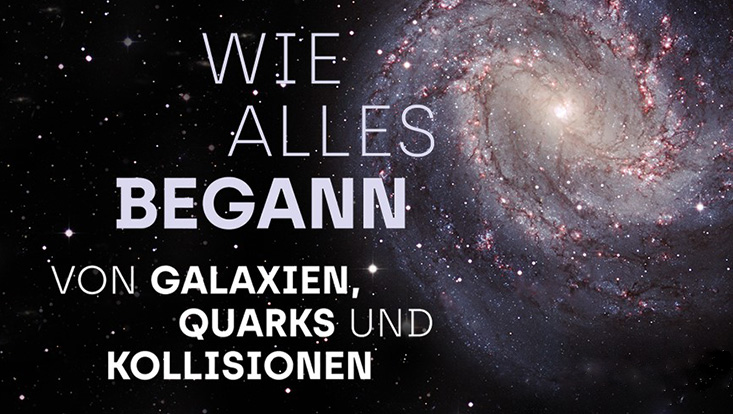 WIE
ALLES
BEGANN
VON GALAXIEN,
QUARKS UND
KOLLISIONEN